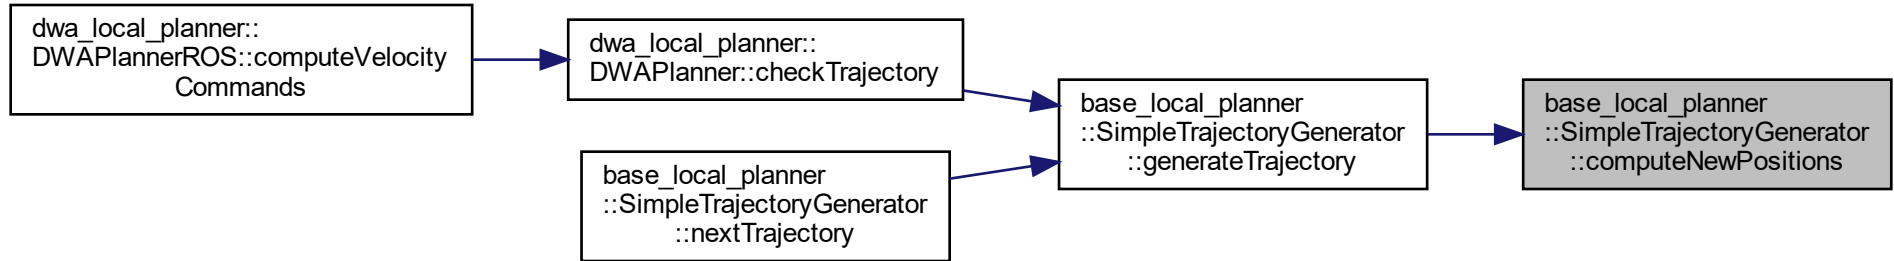 dwa_local_planner::
DWAPlannerROS::computeVelocity
Commands
dwa_local_planner::
DWAPlanner::checkTrajectory
base_local_planner
::SimpleTrajectoryGenerator
::nextTrajectory
base_local_planner
::SimpleTrajectoryGenerator
::generateTrajectory
base_local_planner
::SimpleTrajectoryGenerator
::computeNewPositions